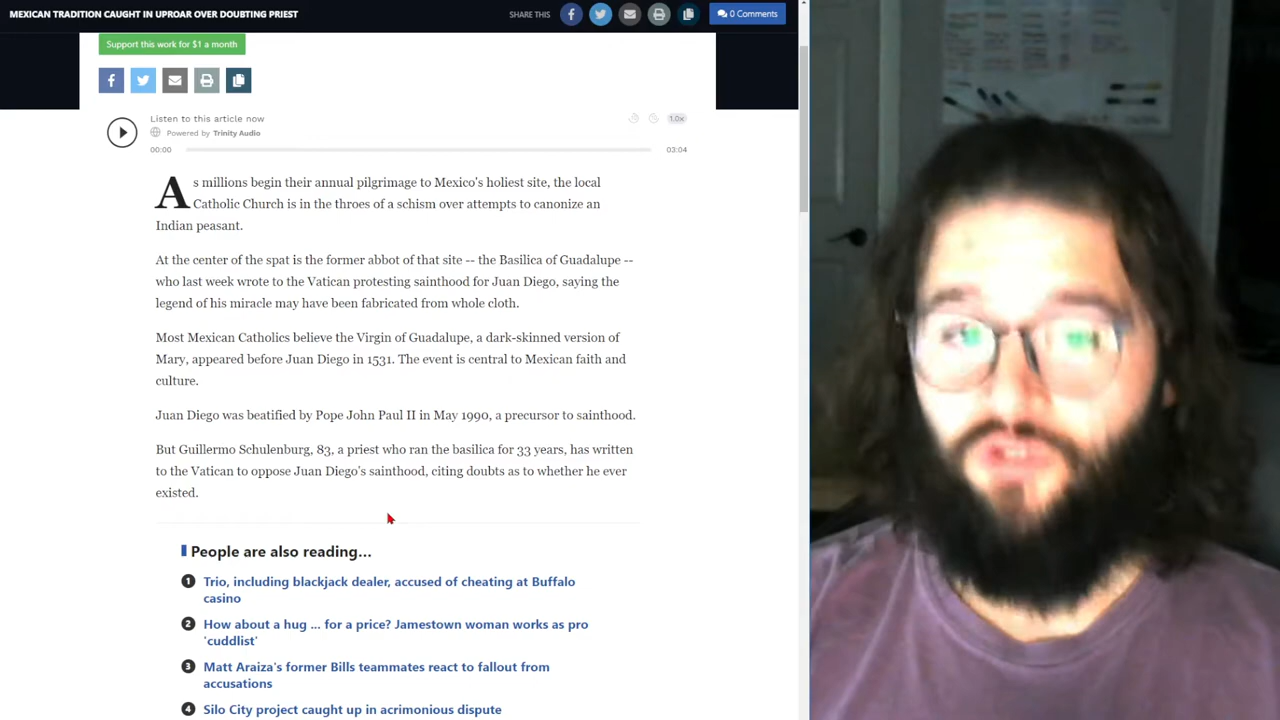 MEXICAN TRADITION CAUGHT IN UPROAR OVER DOUBTING PRIEST
SHARE THIS
0 Comments
Support this work for $1 a month
Listen to this article now
Powered by Trinity Audio
1.0x
00:00
03:04
As millions begin their annual pilgrimage to Mexico's holiest site, the local
Catholic Church is in the throes of a schism over attempts to canonize an
Indian peasant.
At the center of the spat is the former abbot of that site -- the Basilica of Guadalupe --
who last week wrote to the Vatican protesting sainthood for Juan Diego, saying the
legend of his miracle may have been fabricated from whole cloth.
Most Mexican Catholics believe the Virgin of Guadalupe, a dark-skinned version of
Mary, appeared before Juan Diego in 1531. The event is central to Mexican faith and
culture.
Juan Diego was beatified by Pope John Paul II in May 1990, a precursor to sainthood.
But Guillermo Schulenburg, 83, a priest who ran the basilica for 33 years, has written
to the Vatican to oppose Juan Diego's sainthood, citing doubts as to whether he ever
existed.
People are also reading...
1 Trio, including blackjack dealer, accused of cheating at Buffalo
casino
2 How about a hug ... for a price? Jamestown woman works as pro
'cuddlist'
3 Matt Araiza's former Bills teammates react to fallout from
accusations
4 Silo City project caught up in acrimonious dispute